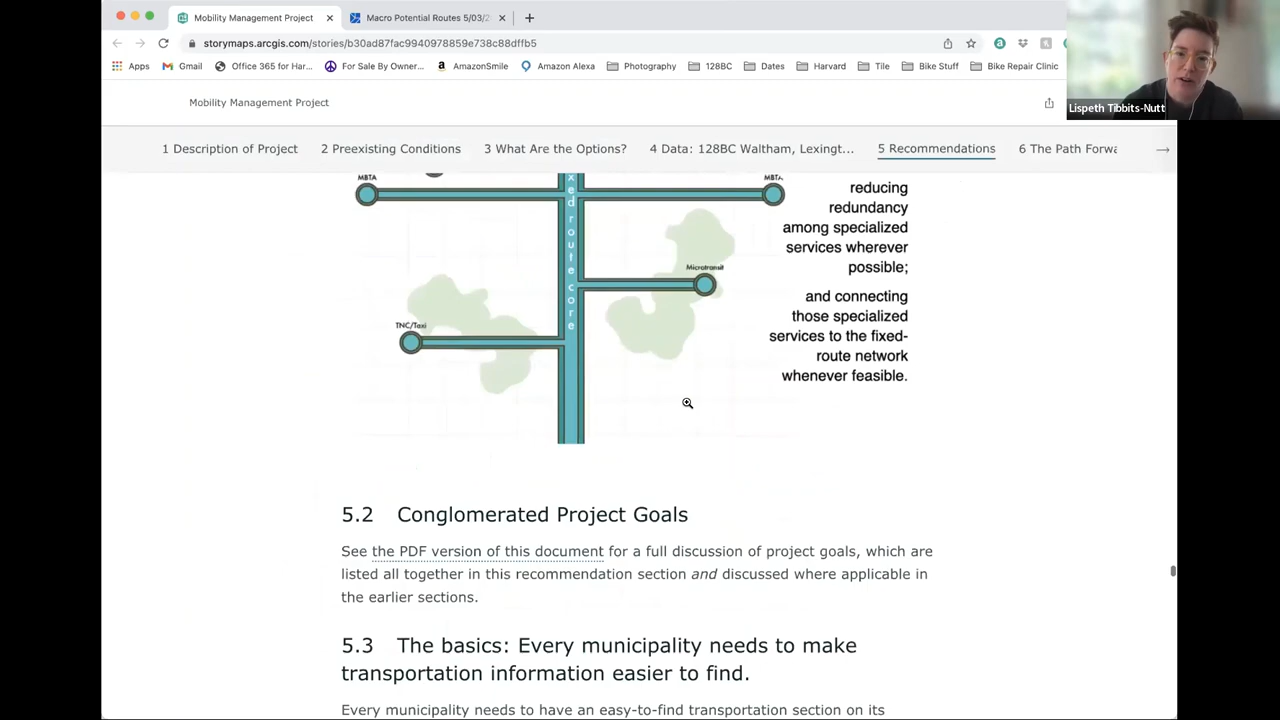 Mobility Management Project
Macro Potential Routes 5/03/2
storymaps.arcgis.com/stories/b30ad87fac9940978859e738c88dffb5
Apps
Gmail
Office 365 for Har...
For Sale By Owner...
AmazonSmile
Amazon Alexa
Photography
128BC
Dates
Harvard
Tile
Bike Stuff
Bike Repair Clinic
Lispeth Tibbits-Nutt
Mobility Management Project
1 Description of Project
2 Preexisting Conditions
3 What Are the Options?
4 Data: 128BC Waltham, Lexingt...
5 Recommendations
6 The Path Forwa
MBTA
MBTA
xed route core
Microtransit
TNC/Taxi
reducing
redundancy
among specialized
services wherever
possible;
and connecting
those specialized
services to the fixed-
route network
whenever feasible.
5.2 Conglomerated Project Goals
See the PDF version of this document for a full discussion of project goals, which are
listed all together in this recommendation section and discussed where applicable in
the earlier sections.
5.3 The basics: Every municipality needs to make
transportation information easier to find.
Every municipality needs to have an easy-to-find transportation section on its